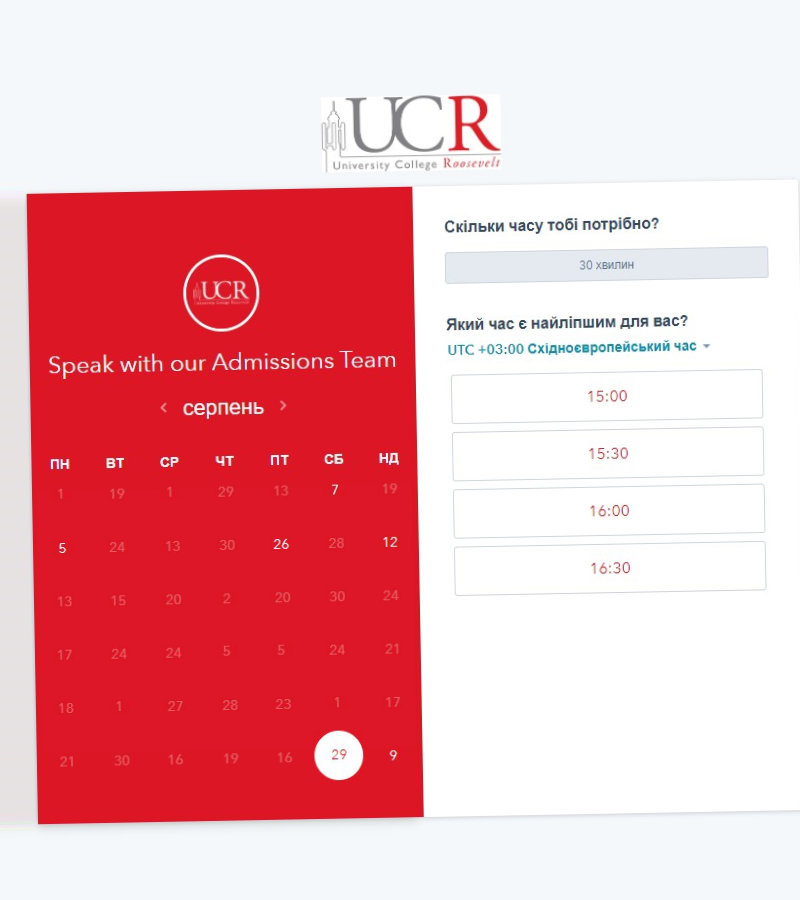 UCR
University College Roosevelt
UCR
Speak with our Admissions Team
серпень
ПН ВТ СР ЧТ ПТ СБ НД
1 19 1 29 13 7 19
5 24 13 30 26 28 12
13 15 20 2 20 30 24
17 24 24 5 5 24 21
18 1 27 28 23 1 17
21 30 16 19 16 29 9
Скільки часу тобі потрібно?
30 хвилин
Який час є найліпшим для вас?
UTC +03:00 Східноєвропейський час
15:00
15:30
16:00
16:30